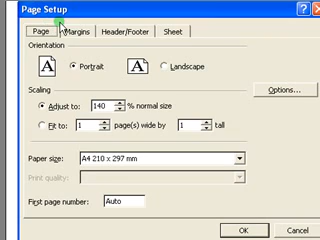 Page Setup
Page Margins Header/Footer Sheet
Orientation
A Portrait A Landscape
Scaling
Adjust to: 140 % normal size
Options...
Fit to: 1 page(s) wide by 1 tall
Paper size: A4 210 x 297 mm
Print quality:
First page number: Auto
OK Cancel